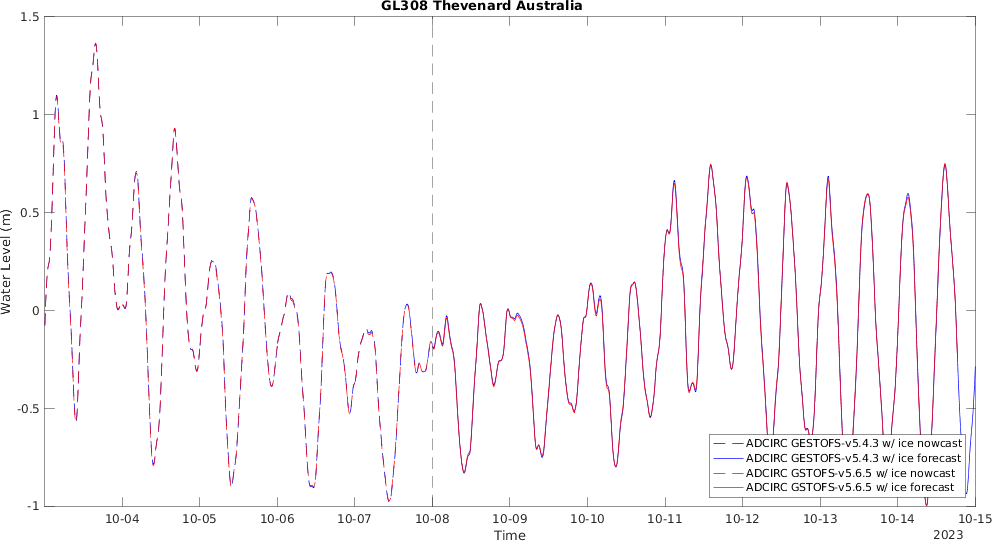 GL308 Thevenard Australia
1.5
1
0.5
0
-0.5
-1
Water Level (m)
10-04 10-05 10-06 10-07 10-08 10-09 10-10 10-11 10-12 10-13 10-14 10-15
Time
2023
ADCIRC GESTOFS-v5.4.3 w/ ice nowcast
ADCIRC GESTOFS-v5.4.3 w/ ice forecast
ADCIRC GSTOFS-v5.6.5 w/ ice nowcast
ADCIRC GSTOFS-v5.6.5 w/ ice forecast